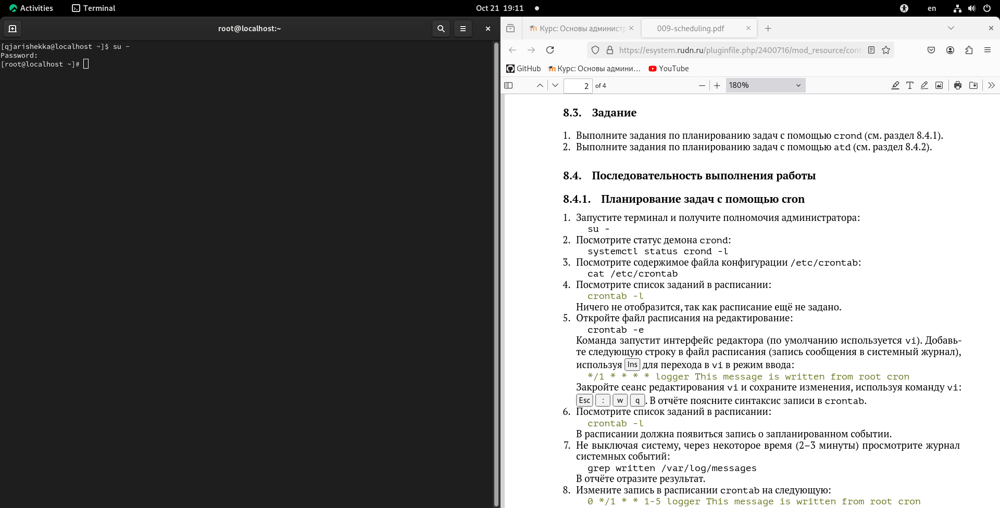 Activities
Terminal
Oct 21 19:11
en
root@localhost:~
[qjarishekka@localhost ~]$ su -
Password:
[root@localhost ~]#
Курс: Основы администр
009-scheduling.pdf
https://esystem.rudn.ru/pluginfile.php/2400716/mod_resource/cont
GitHub
Курс: Основы админи…
YouTube
2 of 4
180%
8.3. Задание
1. Выполните задания по планированию задач с помощью crond (см. раздел 8.4.1).
2. Выполните задания по планированию задач с помощью atd (см. раздел 8.4.2).
8.4. Последовательность выполнения работы
8.4.1. Планирование задач с помощью cron
1. Запустите терминал и получите полномочия администратора:
su -
2. Посмотрите статус демона crond:
systemctl status crond -l
3. Посмотрите содержимое файла конфигурации /etc/crontab:
cat /etc/crontab
4. Посмотрите список заданий в расписании:
crontab -l
Ничего не отобразится, так как расписание ещё не задано.
5. Откройте файл расписания на редактирование:
crontab -e
Команда запустит интерфейс редактора (по умолчанию используется vi). Добавь-
те следующую строку в файл расписания (запись сообщения в системный журнал),
используя Ins для перехода в vi в режим ввода:
*/1 * * * * logger This message is written from root cron
Закройте сеанс редактирования vi и сохраните изменения, используя команду vi:
Esc : w q. В отчёте поясните синтаксис записи в crontab.
6. Посмотрите список заданий в расписании:
crontab -l
В расписании должна появиться запись о запланированном событии.
7. Не выключая систему, через некоторое время (2–3 минуты) просмотрите журнал
системных событий:
grep written /var/log/messages
В отчёте отразите результат.
8. Измените запись в расписании crontab на следующую:
0 */1 * * 1-5 logger This message is written from root cron